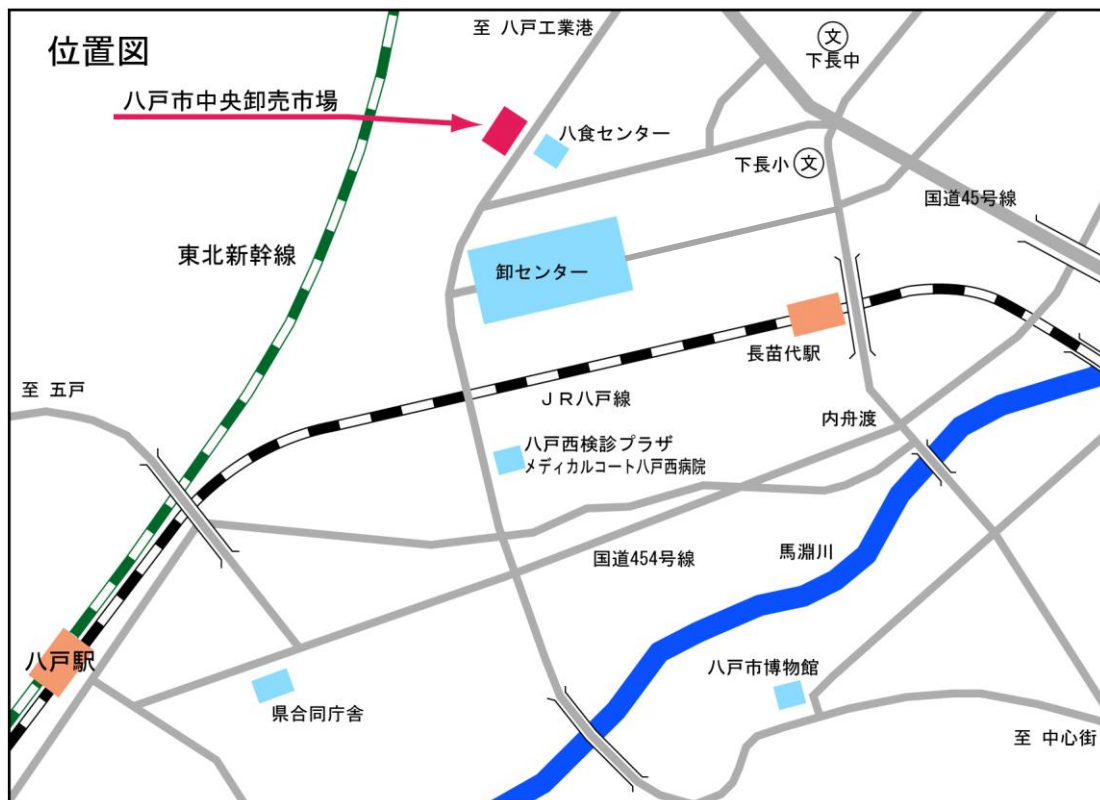 位置図
至 八戸工業港
文
下長中
八戸市中央卸売市場
八食センター
下長小 文
国道45号線
東北新幹線
卸センター
長苗代駅
至 五戸
JR八戸線
内舟渡
八戸西検診プラザ
メディカルコート八戸西病院
国道454号線
馬淵川
八戸駅
八戸市博物館
県合同庁舎
至 中心街